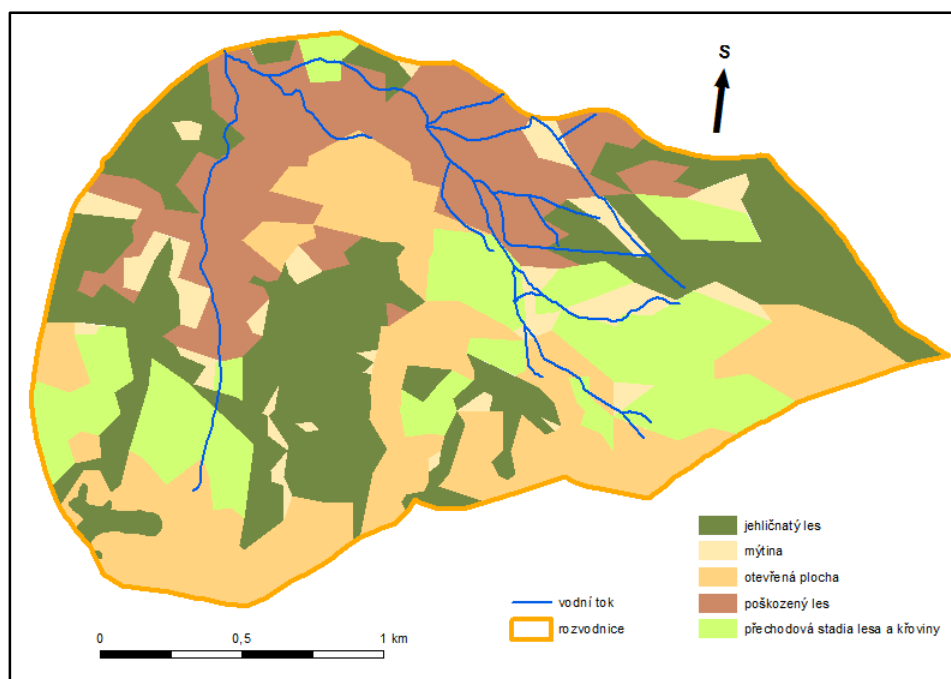 S
jehličnatý les
mýtina
otevřená plocha
poškozený les
přechodová stadia lesa a křoviny
vodní tok
rozvodnice
0 0,5 1 km